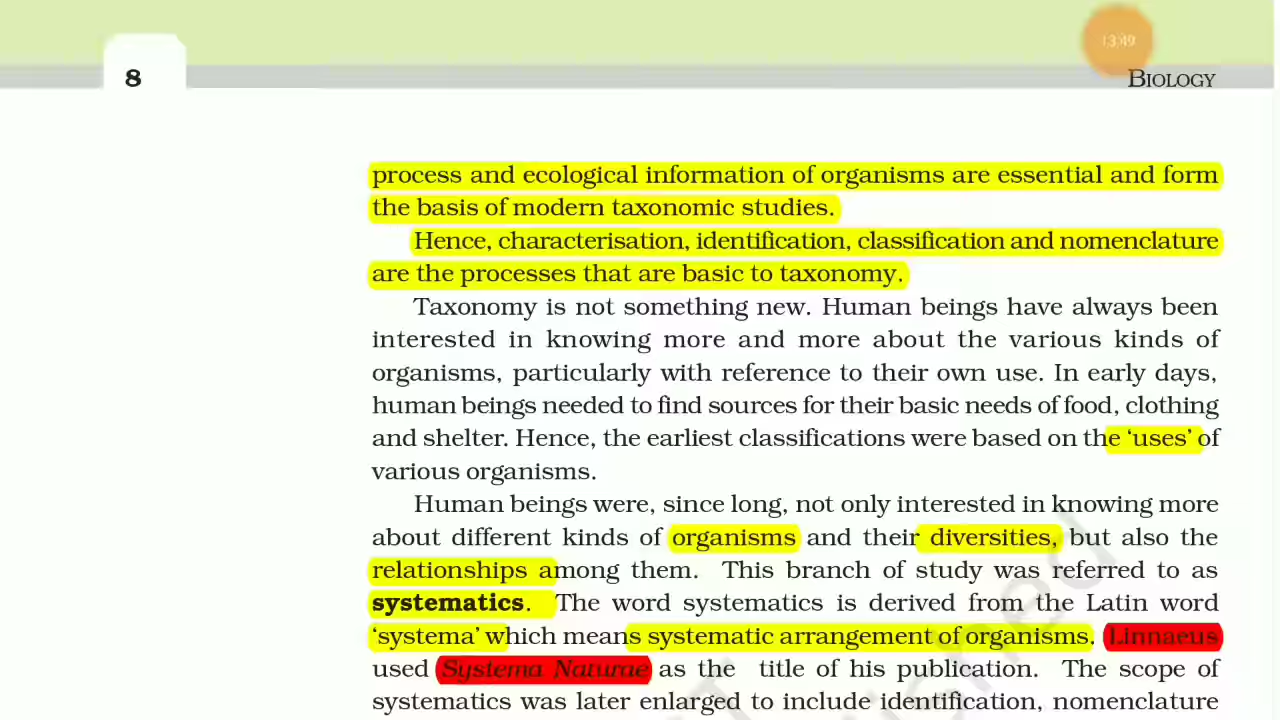 13:49
8
BIOLOGY
process and ecological information of organisms are essential and form
the basis of modern taxonomic studies.
Hence, characterisation, identification, classification and nomenclature
are the processes that are basic to taxonomy.
Taxonomy is not something new. Human beings have always been
interested in knowing more and more about the various kinds of
organisms, particularly with reference to their own use. In early days,
human beings needed to find sources for their basic needs of food, clothing
and shelter. Hence, the earliest classifications were based on the ‘uses’ of
various organisms.
Human beings were, since long, not only interested in knowing more
about different kinds of organisms and their diversities, but also the
relationships among them. This branch of study was referred to as
systematics. The word systematics is derived from the Latin word
‘systema’ which means systematic arrangement of organisms. Linnaeus
used Systema Naturae as the title of his publication. The scope of
systematics was later enlarged to include identification, nomenclature